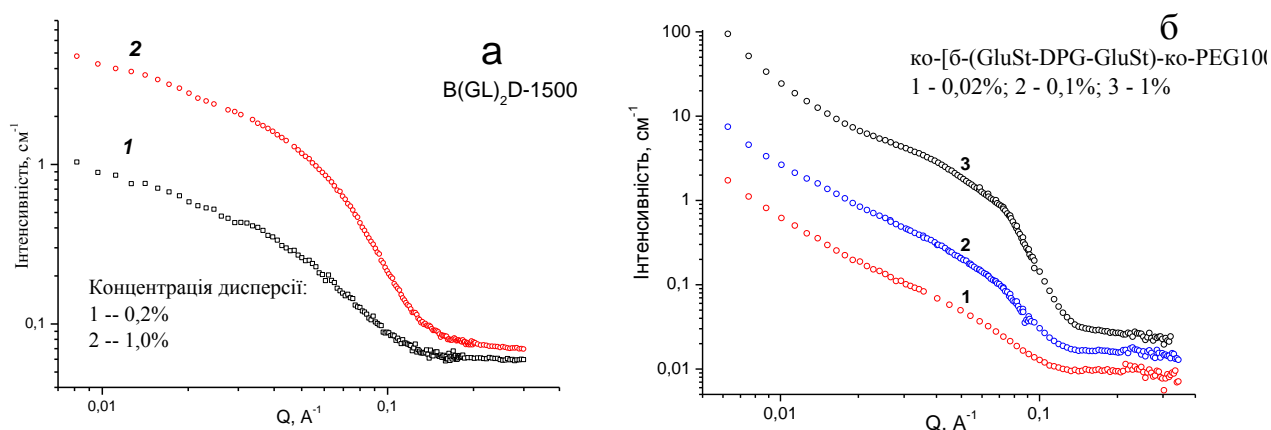 а
B(GL)₂D-1500
2
1
Інтенсивність, см⁻¹
1
0,1
Концентрація дисперсії:
1 -- 0,2%
2 -- 1,0%
0,01
0,1
Q, A⁻¹
б
ко-[б-(GluSt-DPG-GluSt)-ко-PEG100
1 - 0,02%; 2 - 0,1%; 3 - 1%
Інтенсивність, см⁻¹
100
10
1
0,1
0,01
3
2
1
0,01
0,1
Q, A⁻¹